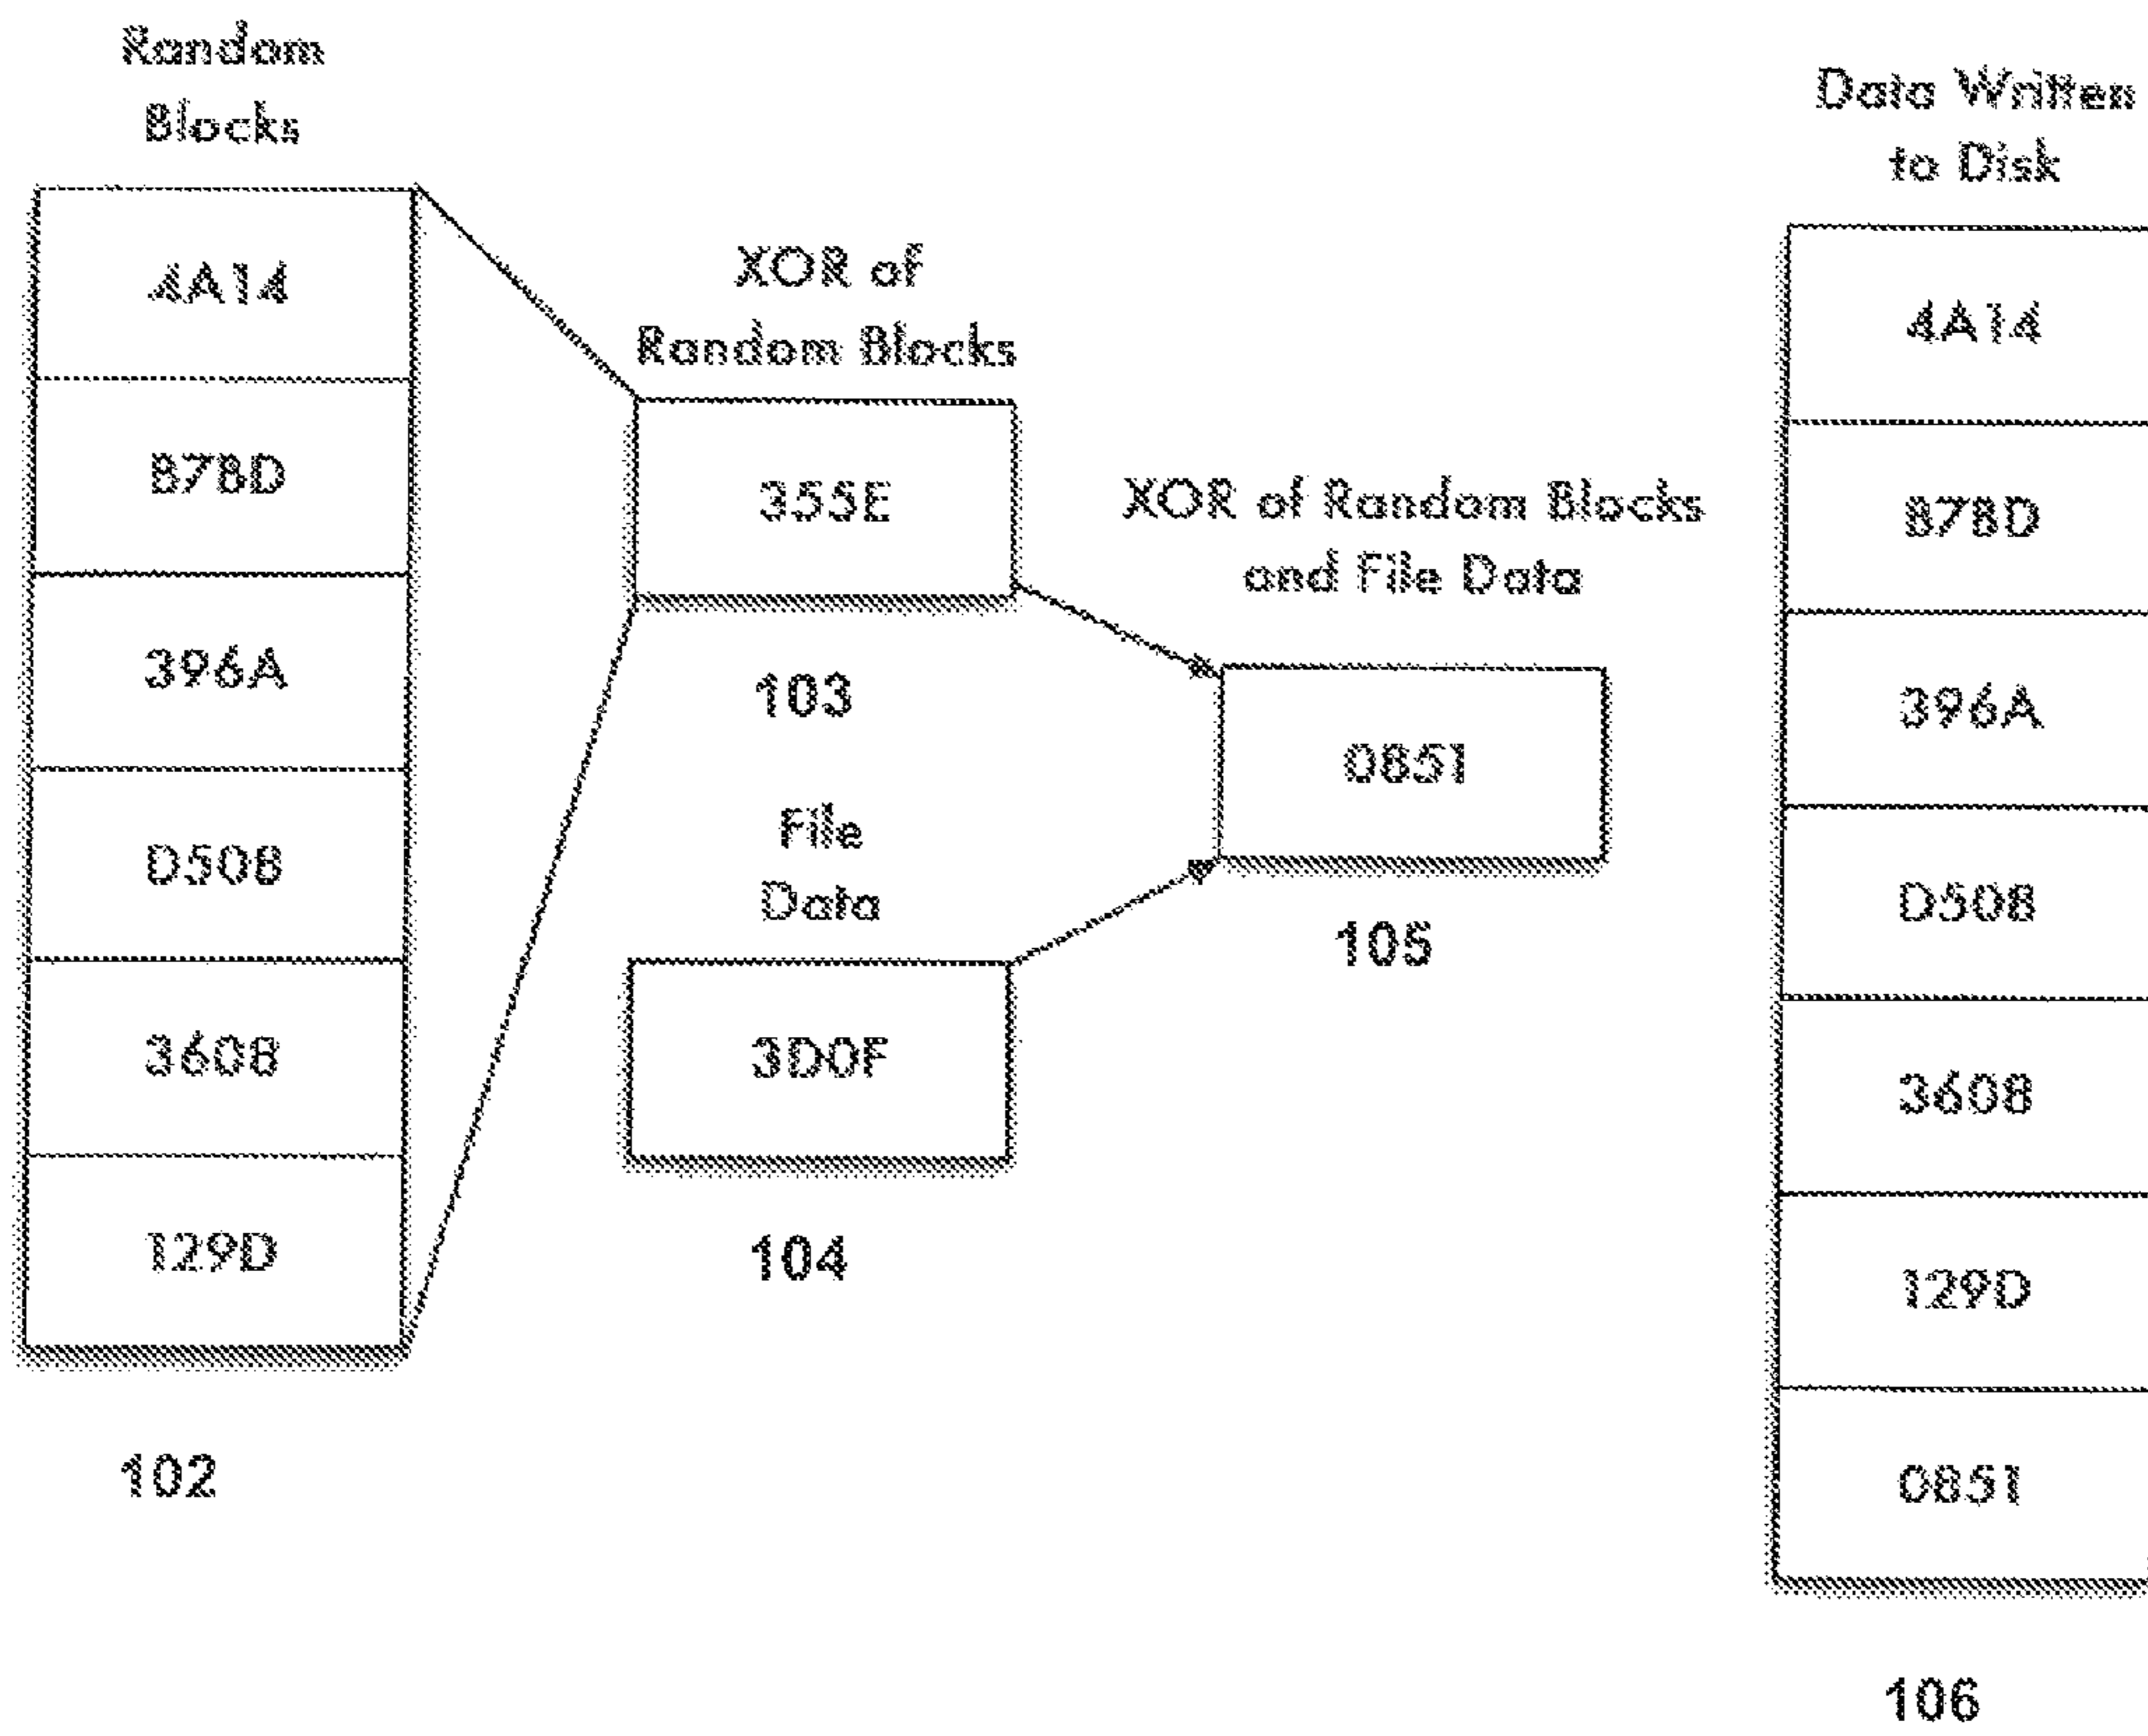 Random
Blocks
4A14
B7BD
396A
D508
3608
129D
102
XOR of
Random Blocks
355E
103
File
Data
3D0F
104
XOR of Random Blocks
and File Data
0851
105
Data Written
to Disk
4A14
B7BD
396A
D508
3608
129D
0851
106